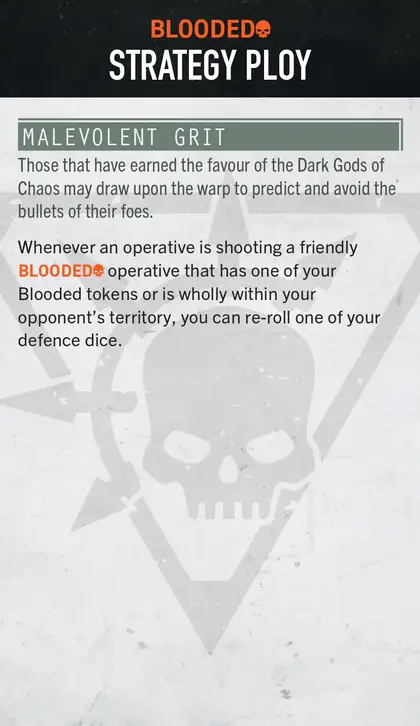 BLOODED
STRATEGY PLOY
MALEVOLENT GRIT
Those that have earned the favour of the Dark Gods of
Chaos may draw upon the warp to predict and avoid the
bullets of their foes.
Whenever an operative is shooting a friendly
BLOODED operative that has one of your
Blooded tokens or is wholly within your
opponent’s territory, you can re-roll one of your
defence dice.